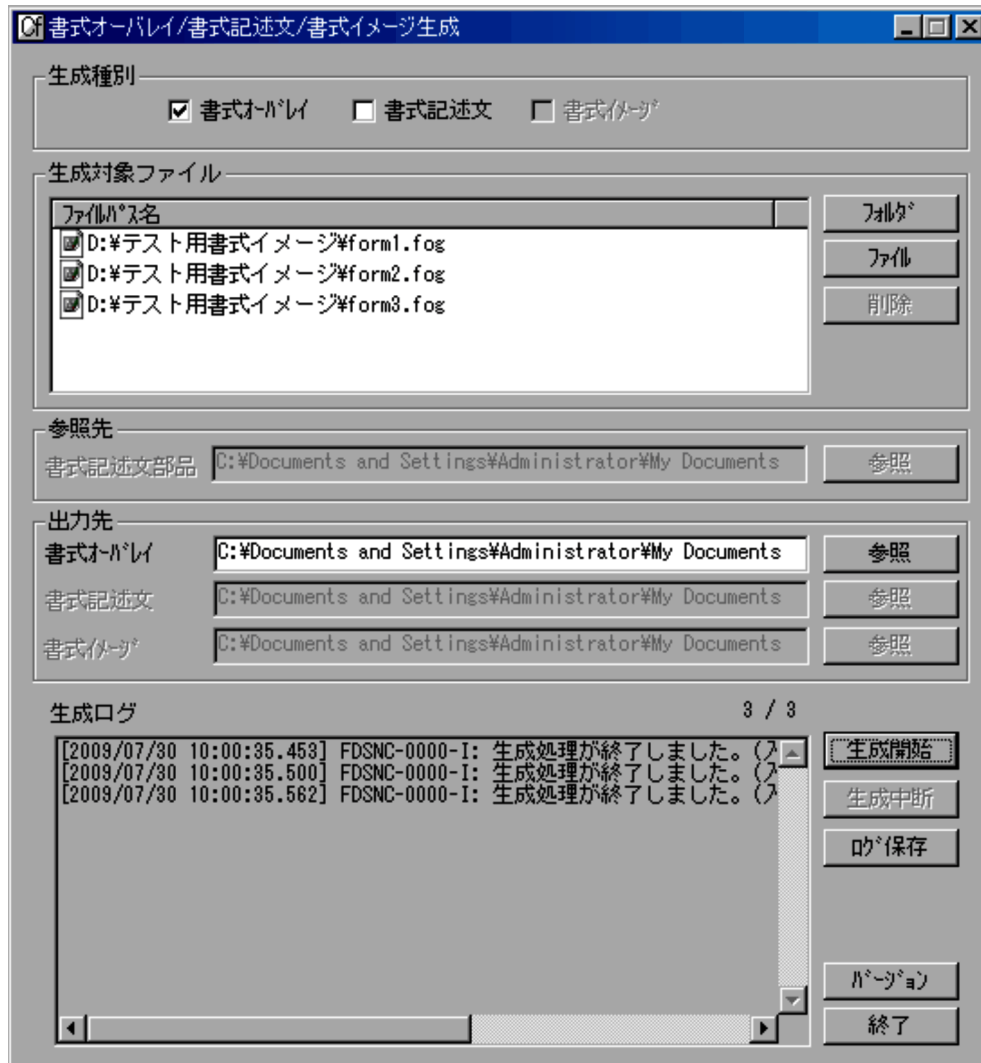 書式オーバレイ/書式記述文/書式イメージ生成
生成種別
書式ｵｰﾊﾞﾚｲ 書式記述文 書式ｲﾒｰｼﾞ
生成対象ファイル
ﾌｧｲﾙﾊﾟｽ名
D:¥テスト用書式イメージ¥form1.fog
D:¥テスト用書式イメージ¥form2.fog
D:¥テスト用書式イメージ¥form3.fog
ﾌｫﾙﾀﾞ
ﾌｧｲﾙ
削除
参照先
書式記述文部品 C:¥Documents and Settings¥Administrator¥My Documents 参照
出力先
書式ｵｰﾊﾞﾚｲ C:¥Documents and Settings¥Administrator¥My Documents 参照
書式記述文 C:¥Documents and Settings¥Administrator¥My Documents 参照
書式ｲﾒｰｼﾞ C:¥Documents and Settings¥Administrator¥My Documents 参照
生成ログ 3 / 3
[2009/07/30 10:00:35.453] FDSNC-0000-I: 生成処理が終了しました。(
[2009/07/30 10:00:35.500] FDSNC-0000-I: 生成処理が終了しました。(
[2009/07/30 10:00:35.562] FDSNC-0000-I: 生成処理が終了しました。(
生成開始
生成中断
ﾛｸﾞ保存
ﾊﾞｰｼﾞｮﾝ
終了